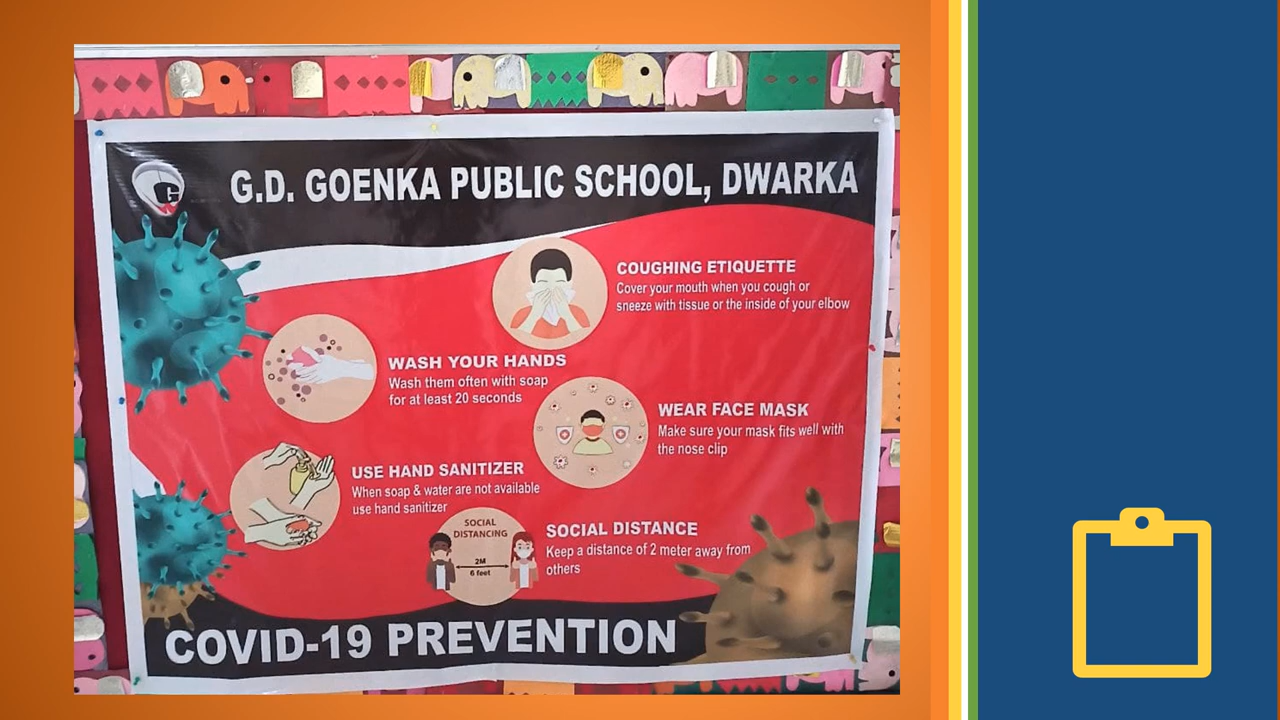 G.D. GOENKA PUBLIC SCHOOL, DWARKA
G
COUGHING ETIQUETTE
Cover your mouth when you cough or
sneeze with tissue or the inside of your elbow
WASH YOUR HANDS
Wash them often with soap
for at least 20 seconds
WEAR FACE MASK
Make sure your mask fits well with
the nose clip
USE HAND SANITIZER
When soap & water are not available
use hand sanitizer
SOCIAL
DISTANCING
2M
6 feet
SOCIAL DISTANCE
Keep a distance of 2 meter away from
others
COVID-19 PREVENTION